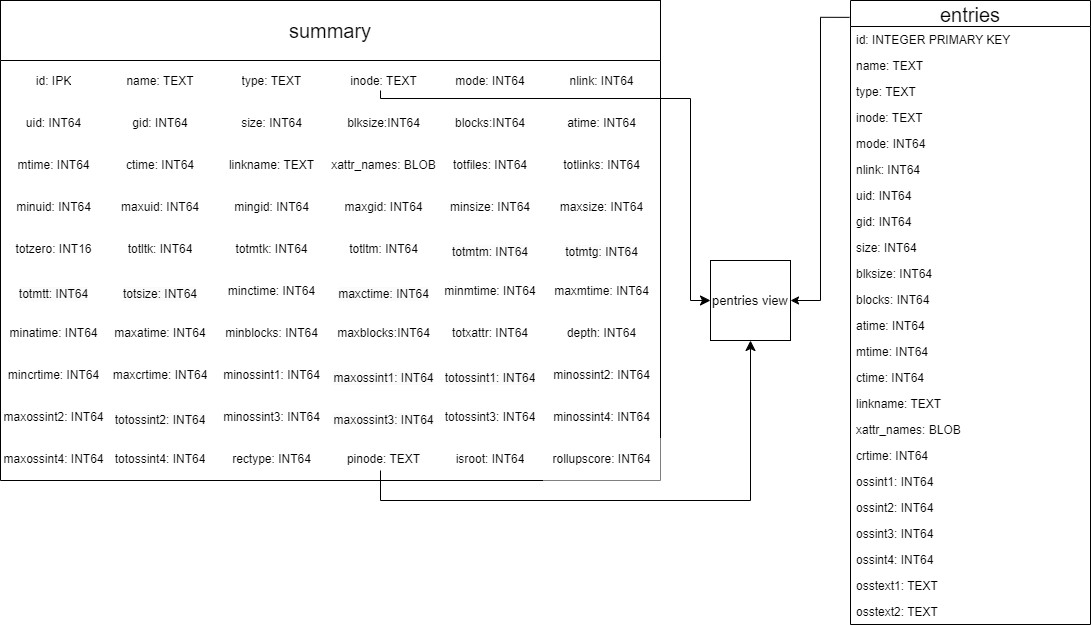 summary
id: IPK name: TEXT type: TEXT inode: TEXT mode: INT64 nlink: INT64
uid: INT64 gid: INT64 size: INT64 blksize:INT64 blocks:INT64 atime: INT64
mtime: INT64 ctime: INT64 linkname: TEXT xattr_names: BLOB totfiles: INT64 totlinks: INT64
minuid: INT64 maxuid: INT64 mingid: INT64 maxgid: INT64 minsize: INT64 maxsize: INT64
totzero: INT16 totltk: INT64 totmtk: INT64 totltm: INT64 totmtm: INT64 totmtg: INT64
totmtt: INT64 totsize: INT64 minctime: INT64 maxctime: INT64 minmtime: INT64 maxmtime: INT64
minatime: INT64 maxatime: INT64 minblocks: INT64 maxblocks:INT64 totxattr: INT64 depth: INT64
mincrtime: INT64 maxcrtime: INT64 minossint1: INT64 maxossint1: INT64 totossint1: INT64 minossint2: INT64
maxossint2: INT64 totossint2: INT64 minossint3: INT64 maxossint3: INT64 totossint3: INT64 minossint4: INT64
maxossint4: INT64 totossint4: INT64 rectype: INT64 pinode: TEXT isroot: INT64 rollupscore: INT64
pentries view
entries
id: INTEGER PRIMARY KEY
name: TEXT
type: TEXT
inode: TEXT
mode: INT64
nlink: INT64
uid: INT64
gid: INT64
size: INT64
blksize: INT64
blocks: INT64
atime: INT64
mtime: INT64
ctime: INT64
linkname: TEXT
xattr_names: BLOB
crtime: INT64
ossint1: INT64
ossint2: INT64
ossint3: INT64
ossint4: INT64
osstext1: TEXT
osstext2: TEXT